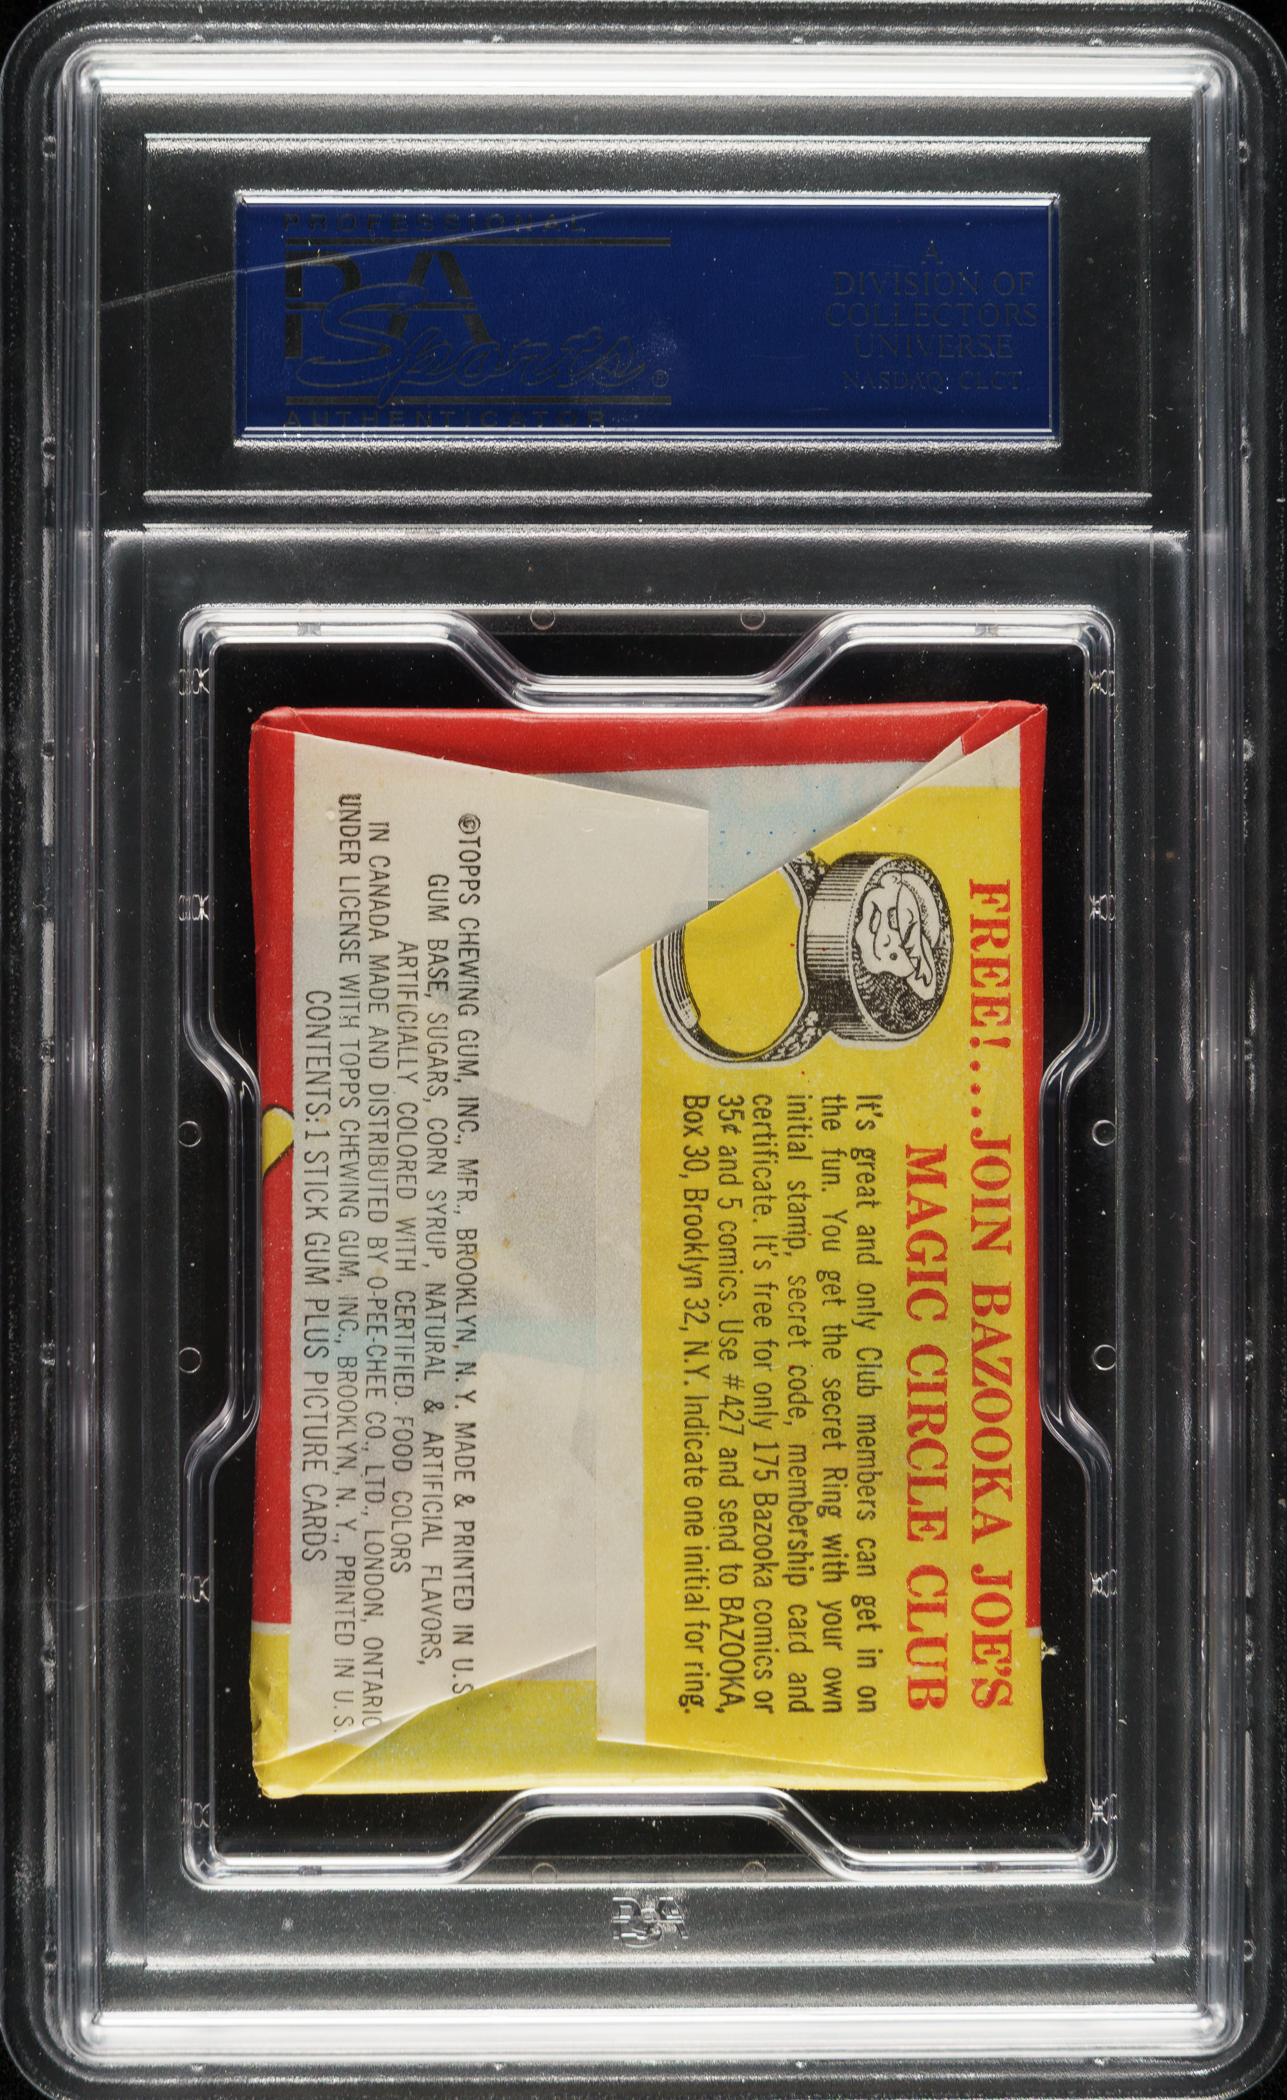 PROFESSIONAL
PSA
Sports®
AUTHENTICATOR
A
DIVISION OF
COLLECTORS
UNIVERSE
NASDAQ: CLCT
FREE!...JOIN BAZOOKA JOE'S
MAGIC CIRCLE CLUB
It's great and only Club members can get in on
the fun. You get the secret Ring with your own
initial stamp, secret code, membership card and
certificate. It's free for only 175 Bazooka comics or
35¢ and 5 comics. Use #427 and send to BAZOOKA,
Box 30, Brooklyn 32, N.Y. Indicate one initial for ring.
©TOPPS CHEWING GUM, INC., MFR., BROOKLYN, N. Y. MADE & PRINTED IN U.S
GUM BASE, SUGARS, CORN SYRUP, NATURAL & ARTIFICIAL FLAVORS,
ARTIFICIALLY COLORED WITH CERTIFIED FOOD COLORS
IN CANADA MADE AND DISTRIBUTED BY O-PEE-CHEE CO., LTD., LONDON, ONTARIO
UNDER LICENSE WITH TOPPS CHEWING GUM, INC., BROOKLYN, N. Y., PRINTED IN U.S.
CONTENTS: 1 STICK GUM PLUS PICTURE CARDS
PSA